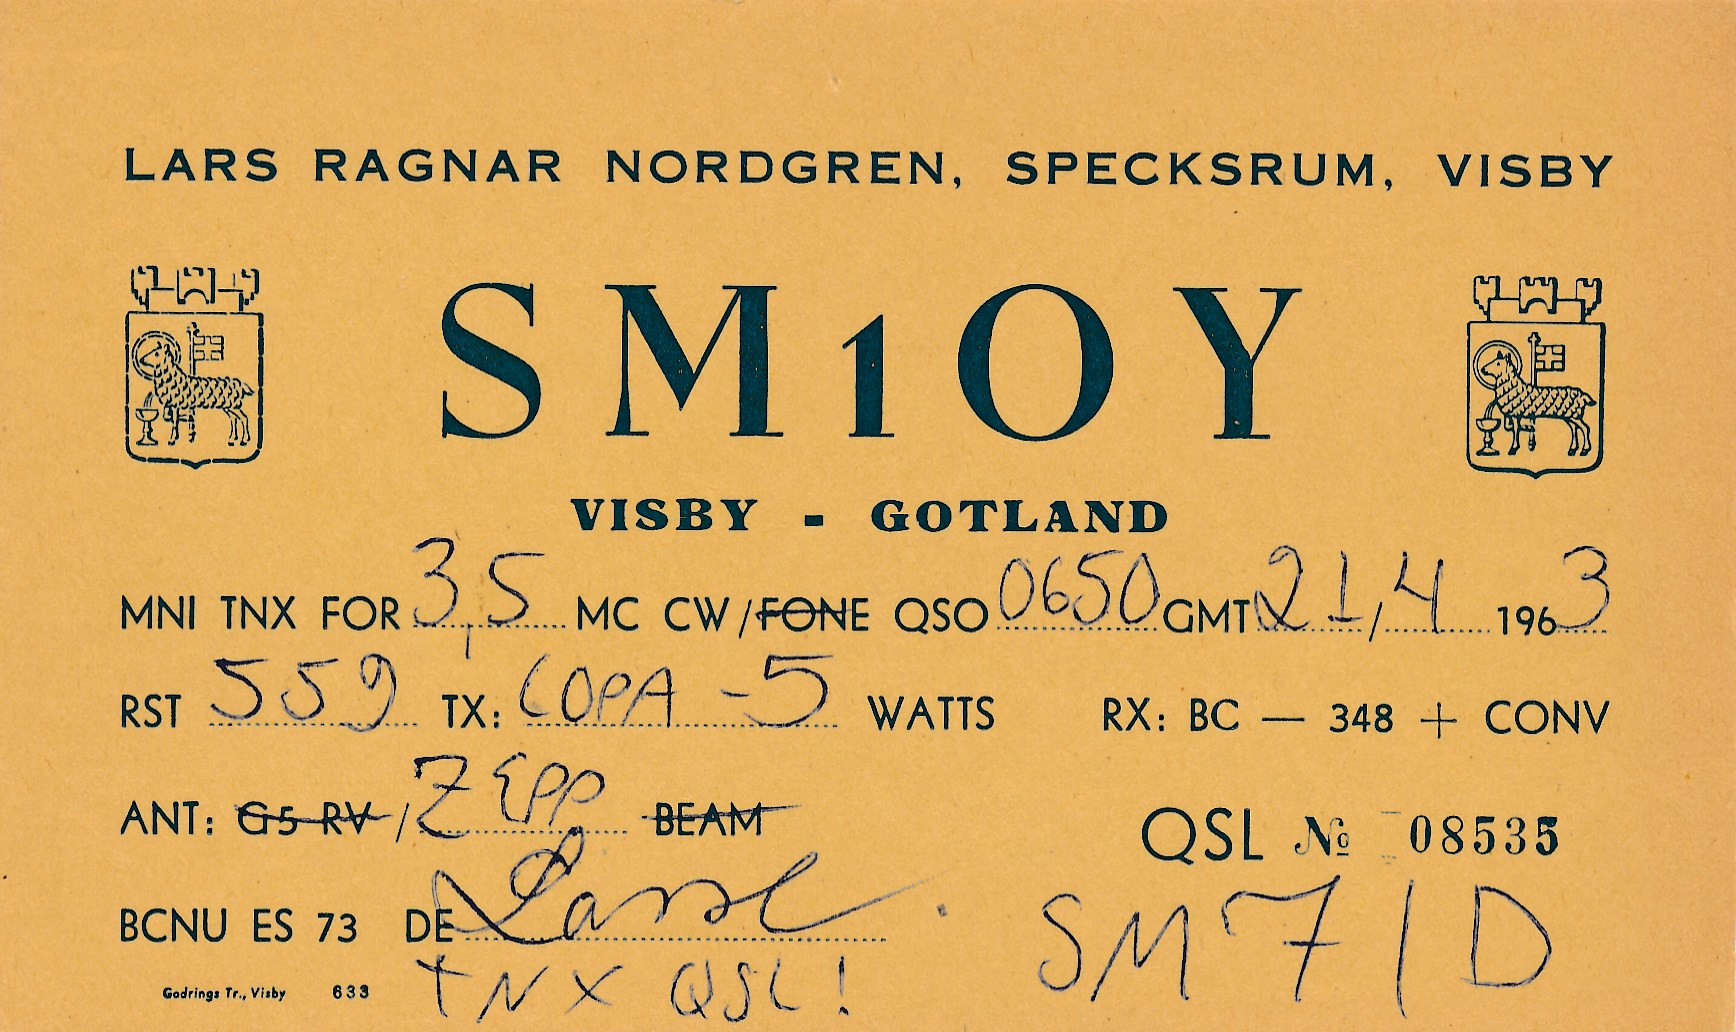 LARS RAGNAR NORDGREN, SPECKSRUM, VISBY
SM1OY
VISBY - GOTLAND
MNI TNX FOR 3,5 MC CW/FONE QSO 0650 GMT 21/4 1963
RST 559 TX: COPA - 5 WATTS RX: BC — 348 + CONV
ANT: G5 RV/ZEPP BEAM
QSL № 08535
BCNU ES 73 DE Lasse
SM7ID
TNX QSL!
Godrings Tr., Visby 633